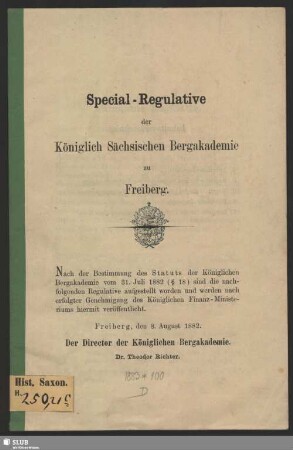 Special-Regulative
der
Königlich Sächsischen Bergakademie
zu
Freiberg.
Nach der Bestimmung des Statuts der Königlichen
Bergakademie vom 21. Juli 1882 (§ 18) sind die nach-
folgenden Regulative aufgestellt worden und werden nach
erfolgter Genehmigung des Königlichen Finanz-Ministe-
riums hiermit veröffentlicht.
Freiberg, den 8. August 1882.
Der Director der Königlichen Bergakademie.
Dr. Theodor Richter.
D
Hist. Saxon.
H.
SLUB